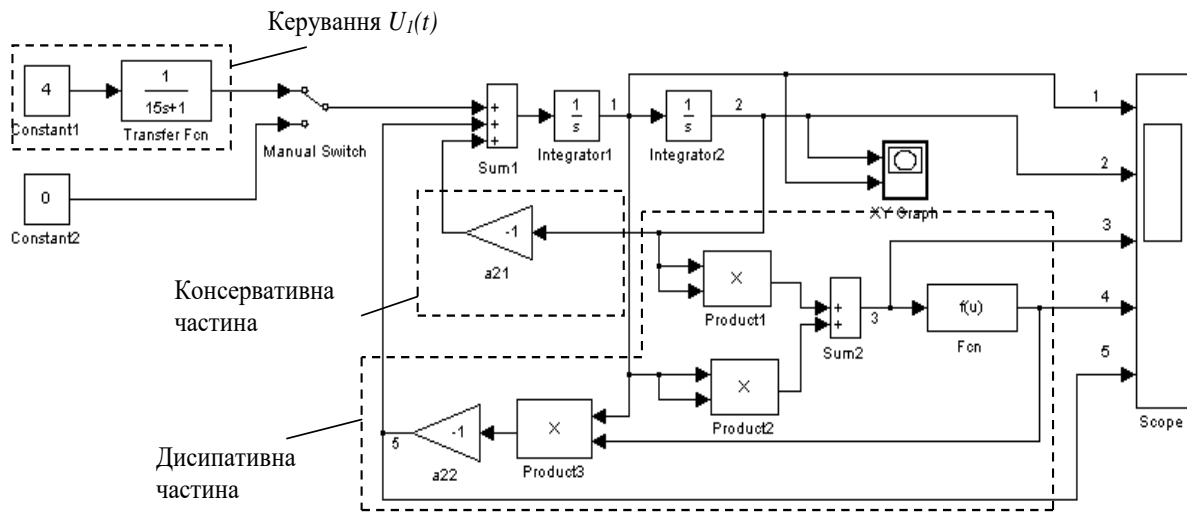 Керування U1(t)
4
Constant1
1
15s+1
Transfer Fcn
0
Constant2
Manual Switch
+
+
+
Sum1
1
s
Integrator1
1
1
s
Integrator2
2
XY Graph
1
2
3
4
5
Scope
-1
a21
Консервативна
частина
×
Product1
×
Product2
+
+
Sum2
3
f(u)
Fcn
×
Product3
-1
a22
5
Дисипативна
частина